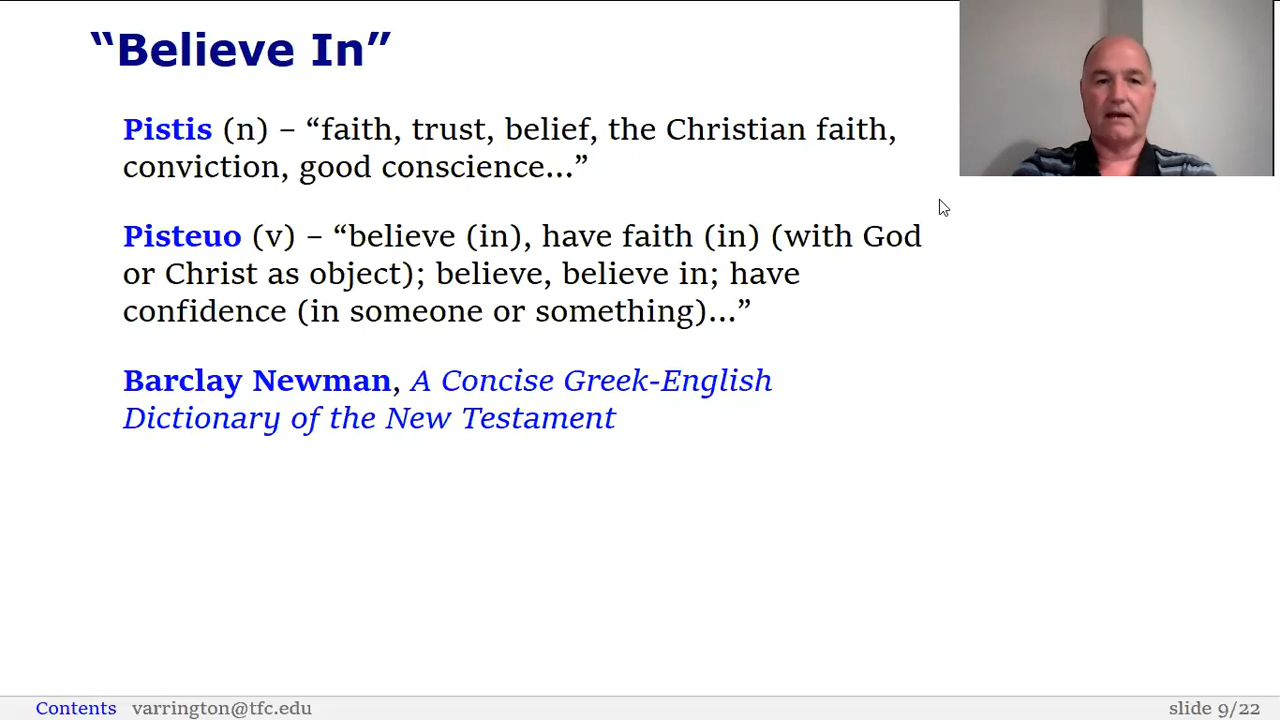 “Believe In”
Pistis (n) – “faith, trust, belief, the Christian faith,
conviction, good conscience…”
Pisteuo (v) – “believe (in), have faith (in) (with God
or Christ as object); believe, believe in; have
confidence (in someone or something)…”
Barclay Newman, A Concise Greek-English
Dictionary of the New Testament
Contents varrington@tfc.edu slide 9/22